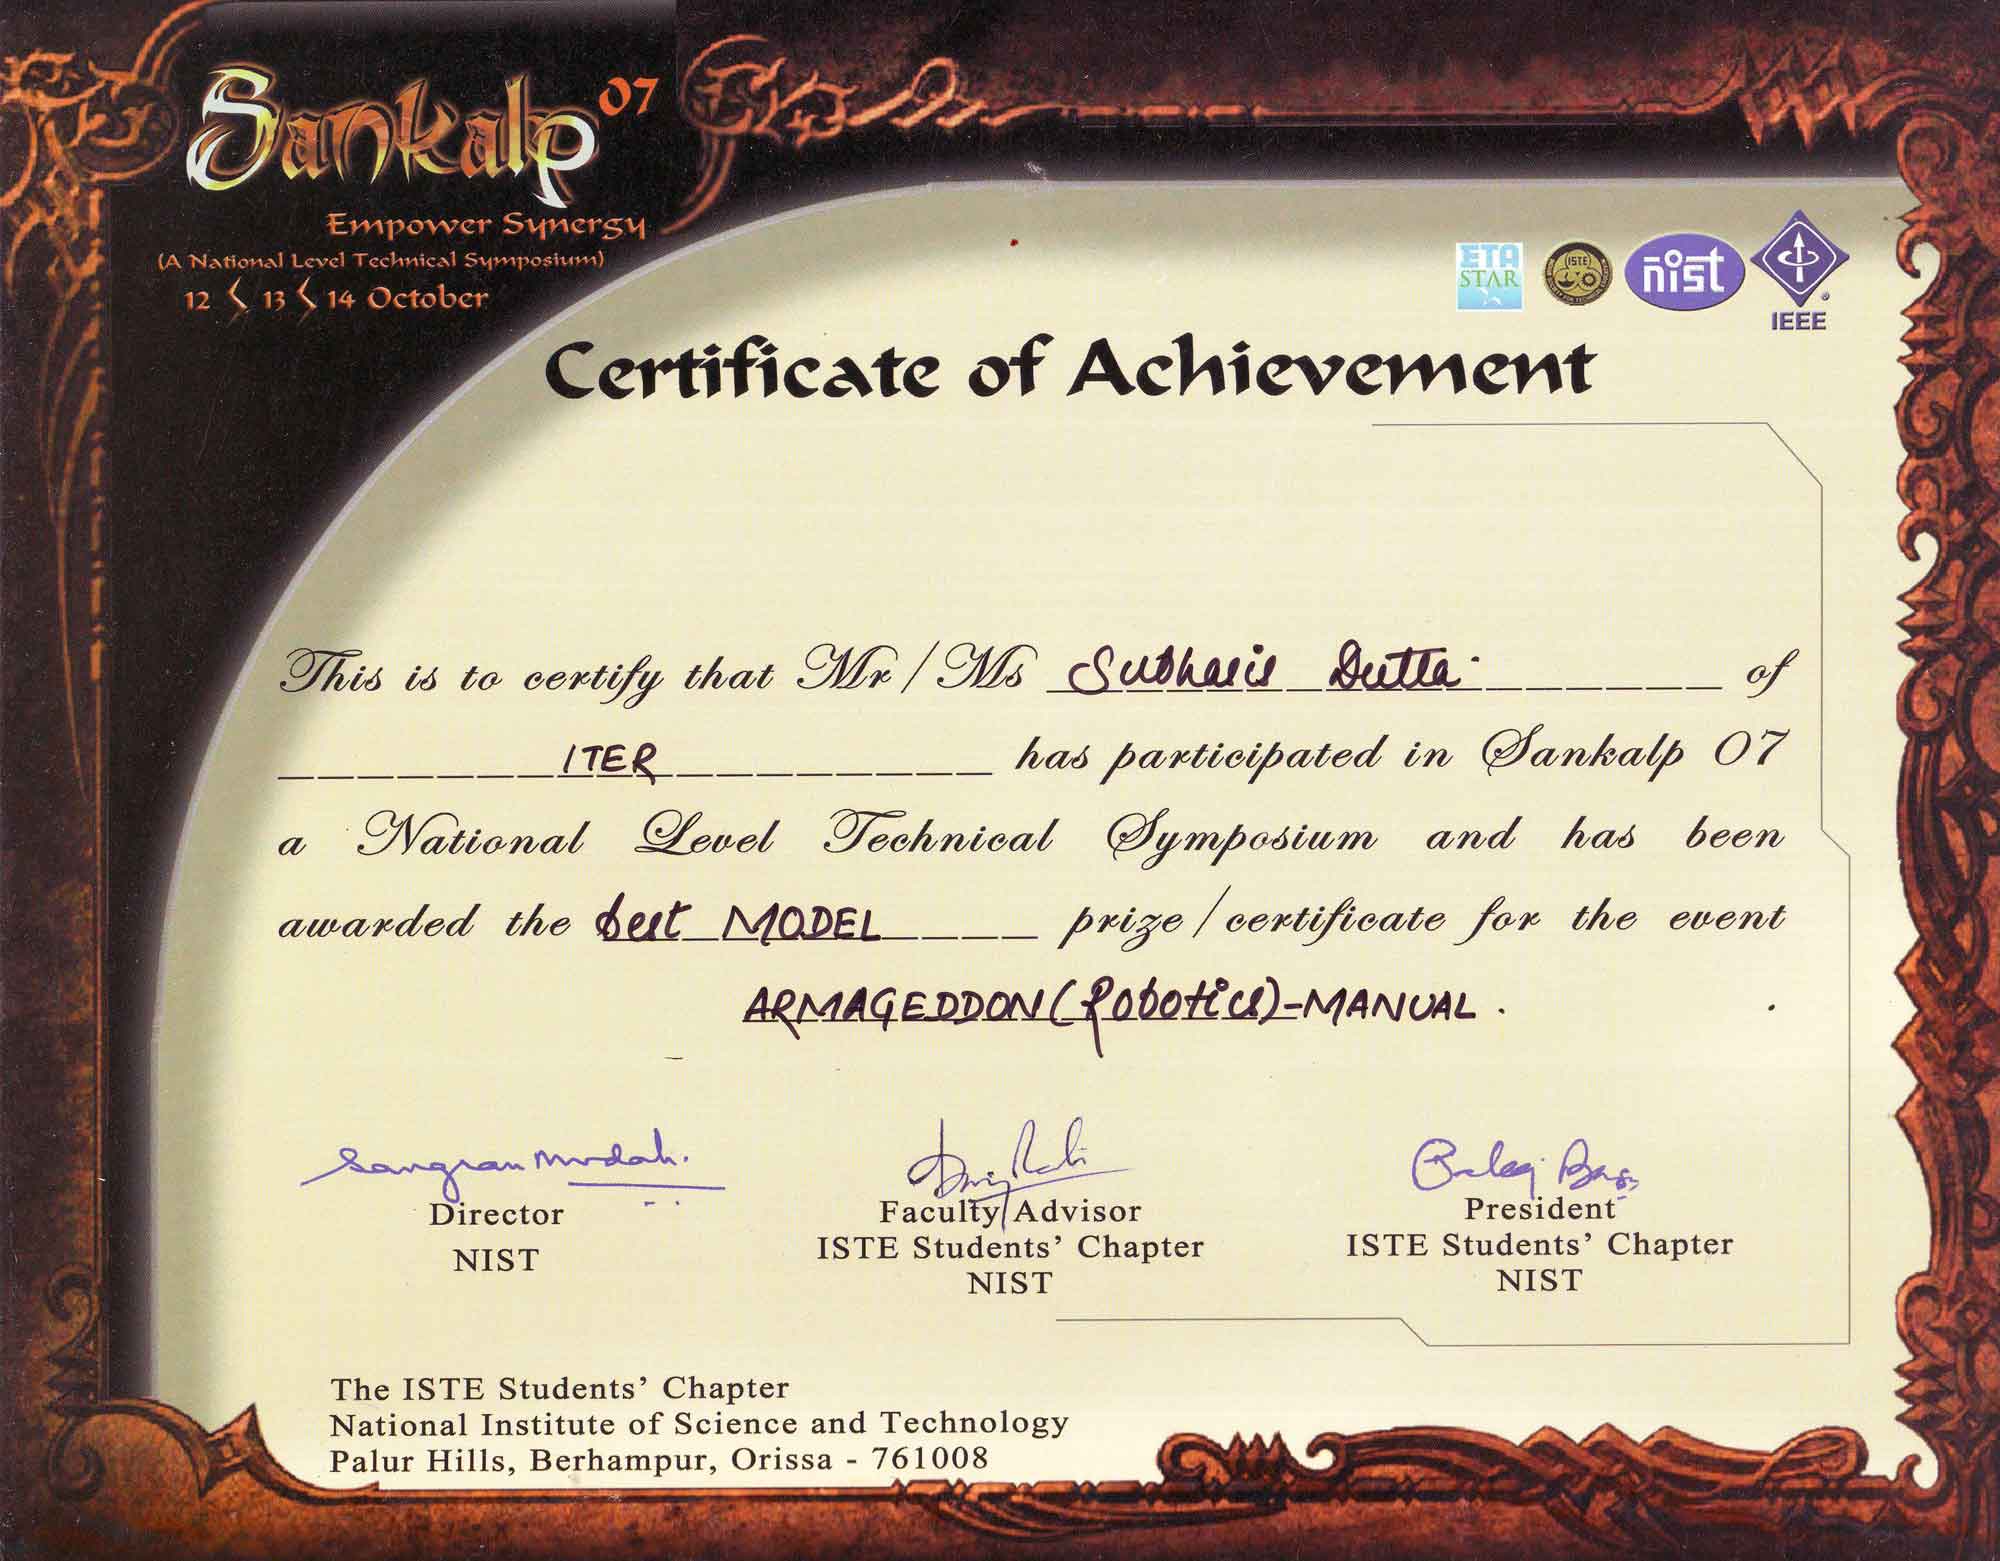 Sankalp 07
Empower Synergy
(A National Level Technical Symposium)
12 13 14 October
ETA
STAR
ISTE
nist
IEEE
Certificate of Achievement
This is to certify that Mr / Ms Subhasis Dutta of
ITER has participated in Sankalp 07
a National Level Technical Symposium and has been
awarded the best MODEL prize / certificate for the event
ARMAGEDDON (Robotics)-MANUAL.
Director
NIST
Faculty Advisor
ISTE Students' Chapter
NIST
President
ISTE Students' Chapter
NIST
The ISTE Students' Chapter
National Institute of Science and Technology
Palur Hills, Berhampur, Orissa - 761008